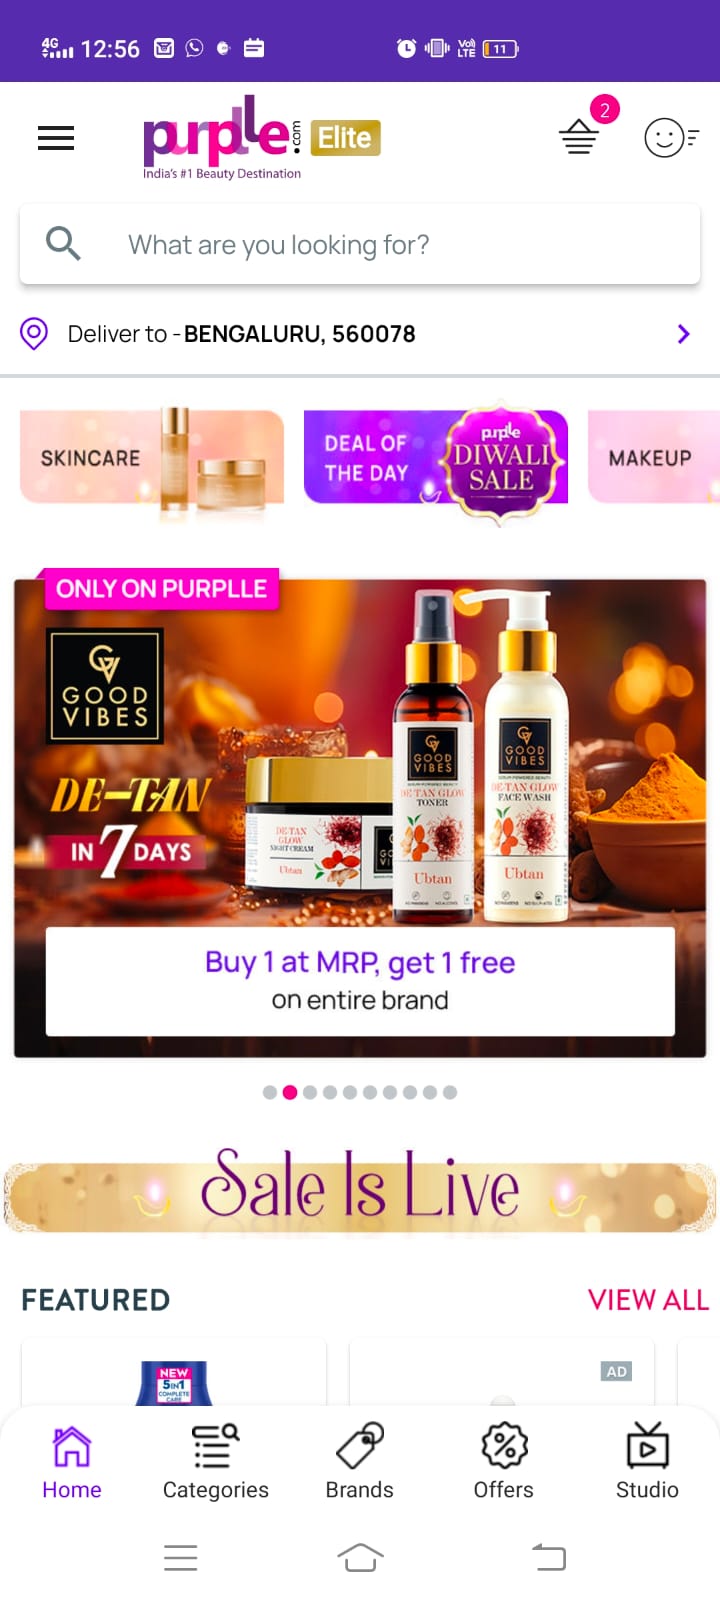 4G 12:56
Vo)
LTE
11
purplle.com Elite
2
India's #1 Beauty Destination
What are you looking for?
Deliver to - BENGALURU, 560078
SKINCARE
DEAL OF
THE DAY
purplle
DIWALI
SALE
MAKEUP
ONLY ON PURPLLE
GOOD
VIBES
DE-TAN
IN 7 DAYS
DE-TAN
GLOW
NIGHT CREAM
Ubtan
GOOD
VIBES
DE-TAN GLOW
TONER
Ubtan
GOOD
VIBES
DE-TAN GLOW
FACE WASH
Ubtan
Buy 1 at MRP, get 1 free
on entire brand
Sale Is Live
FEATURED
VIEW ALL
NEW
5IN1
COMPLETE
CARE
AD
Home
Categories
Brands
Offers
Studio